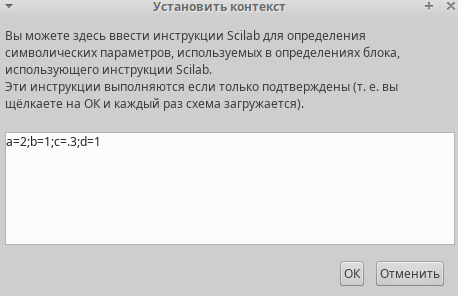 Установить контекст
Вы можете здесь ввести инструкции Scilab для определения
символических параметров, используемых в определениях блока,
использующего инструкции Scilab.
Эти инструкции выполняются если только подтверждены (т. е. вы
щёлкаете на ОК и каждый раз схема загружается).
a=2;b=1;c=.3;d=1
ОК Отменить